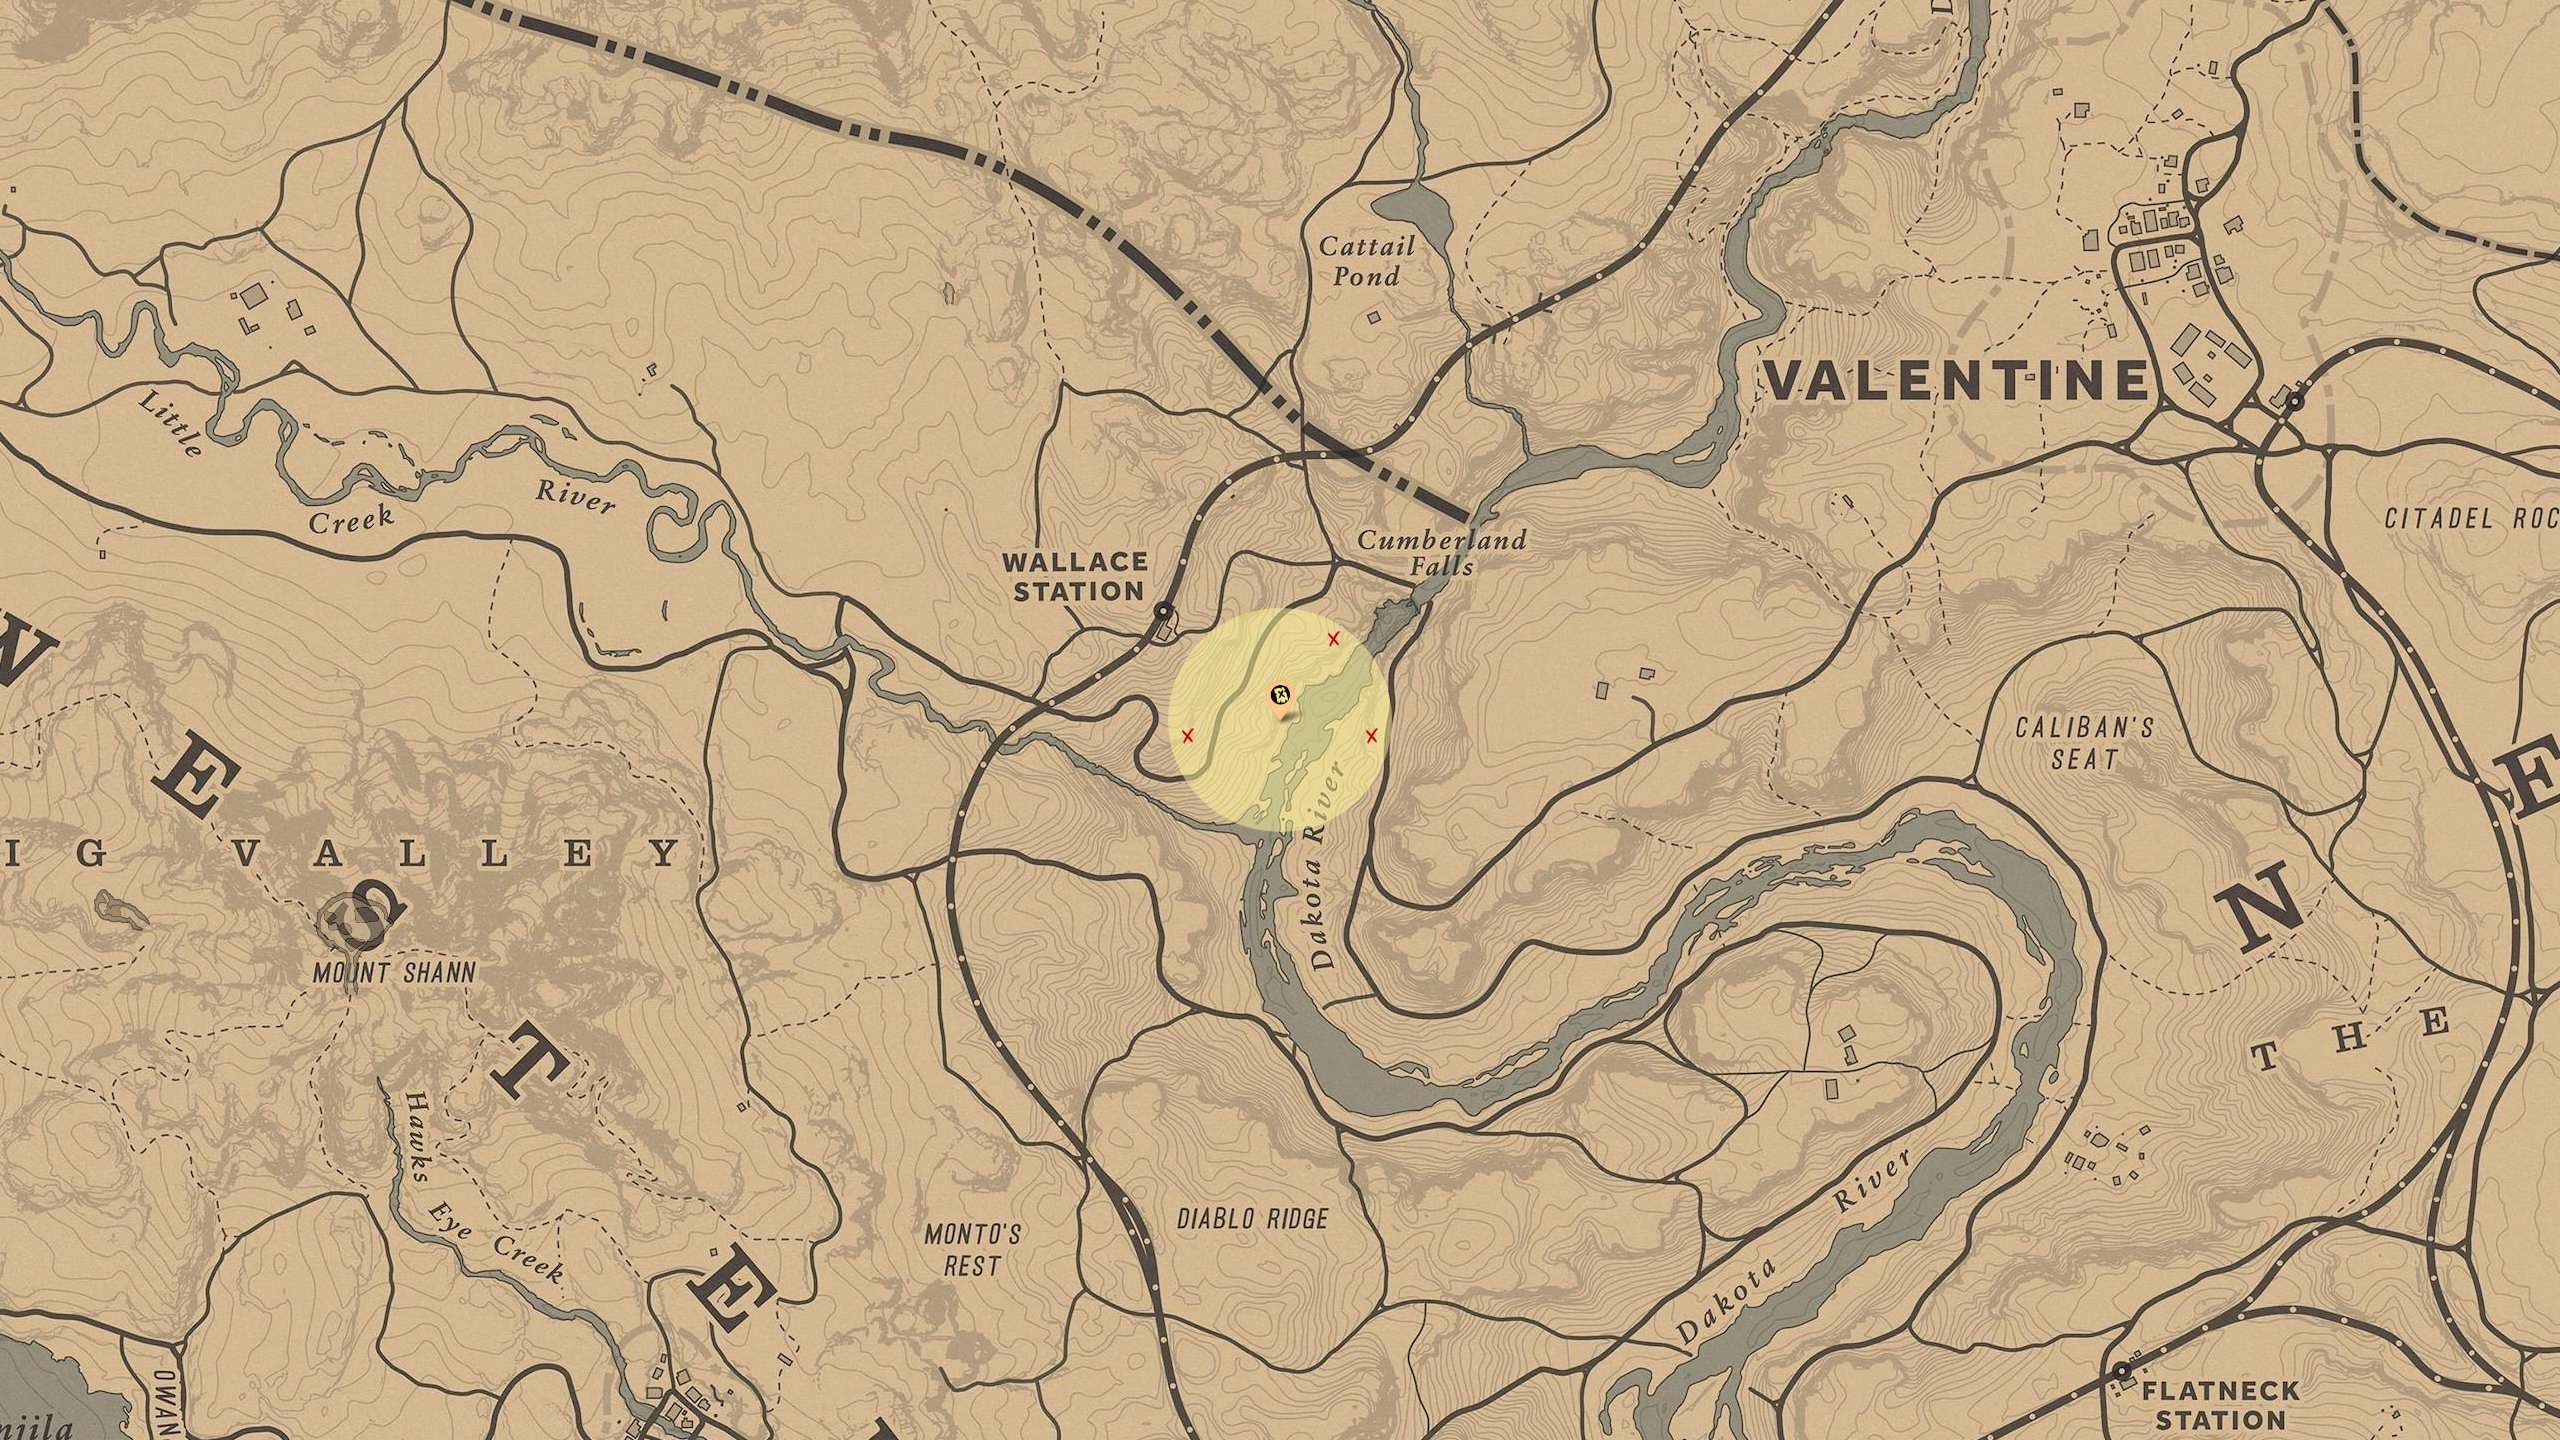 Cattail
Pond
VALENTINE
Little
Creek
River
CITADEL ROC
Cumberland
Falls
WALLACE
STATION
W
E
S
T
E
CALIBAN'S
SEAT
E
N
I G VALLEY
Dakota River
MOUNT SHANN
THE
Hawks
Eye Creek
MONTO'S
REST
DIABLO RIDGE
Dakota
River
OWAN
njila
FLATNECK
STATION